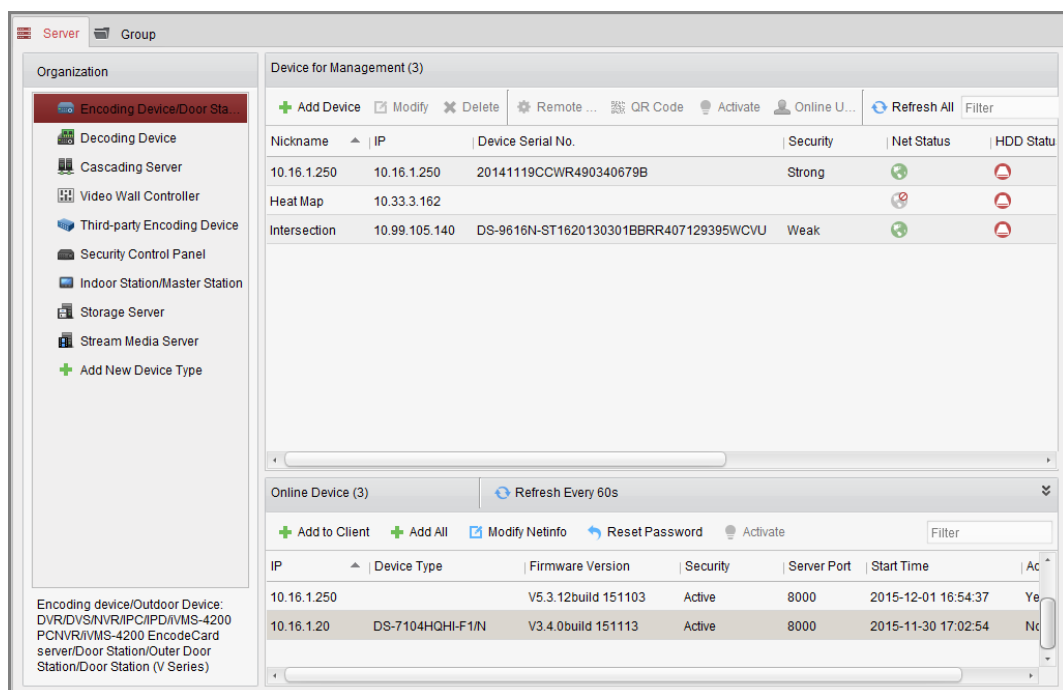 Server Group
Organization
Encoding Device/Door Sta...
Decoding Device
Cascading Server
Video Wall Controller
Third-party Encoding Device
Security Control Panel
Indoor Station/Master Station
Storage Server
Stream Media Server
Add New Device Type
Encoding device/Outdoor Device:
DVR/DVS/NVR/IPC/IPD/iVMS-4200
PCNVR/iVMS-4200 EncodeCard
server/Door Station/Outer Door
Station/Door Station (V Series)
Device for Management (3)
Add Device Modify Delete Remote ... QR Code Activate Online U... Refresh All Filter
Nickname IP Device Serial No. Security Net Status HDD Statu
10.16.1.250 10.16.1.250 20141119CCWR490340679B Strong
Heat Map 10.33.3.162
Intersection 10.99.105.140 DS-9616N-ST1620130301BBRR407129395WCVU Weak
Online Device (3) Refresh Every 60s
Add to Client Add All Modify Netinfo Reset Password Activate Filter
IP Device Type Firmware Version Security Server Port Start Time Ac
10.16.1.250 V5.3.12build 151103 Active 8000 2015-12-01 16:54:37 Ye
10.16.1.20 DS-7104HQHI-F1/N V3.4.0build 151113 Active 8000 2015-11-30 17:02:54 No